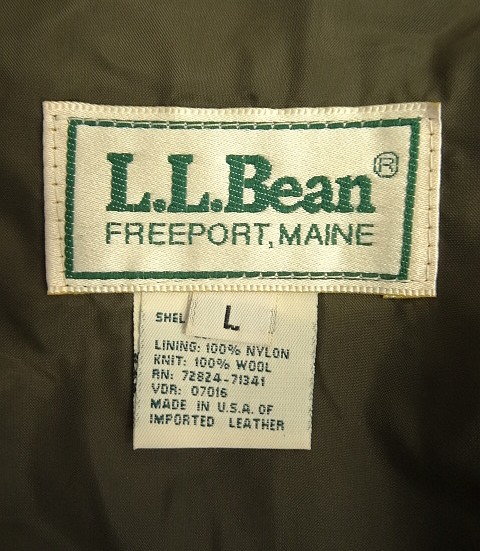 L.L.Bean®
FREEPORT, MAINE
L
LINING: 100% NYLON
KNIT: 100% WOOL
RN: 72824-71341
VDR: 07016
MADE IN U.S.A. OF
IMPORTED LEATHER